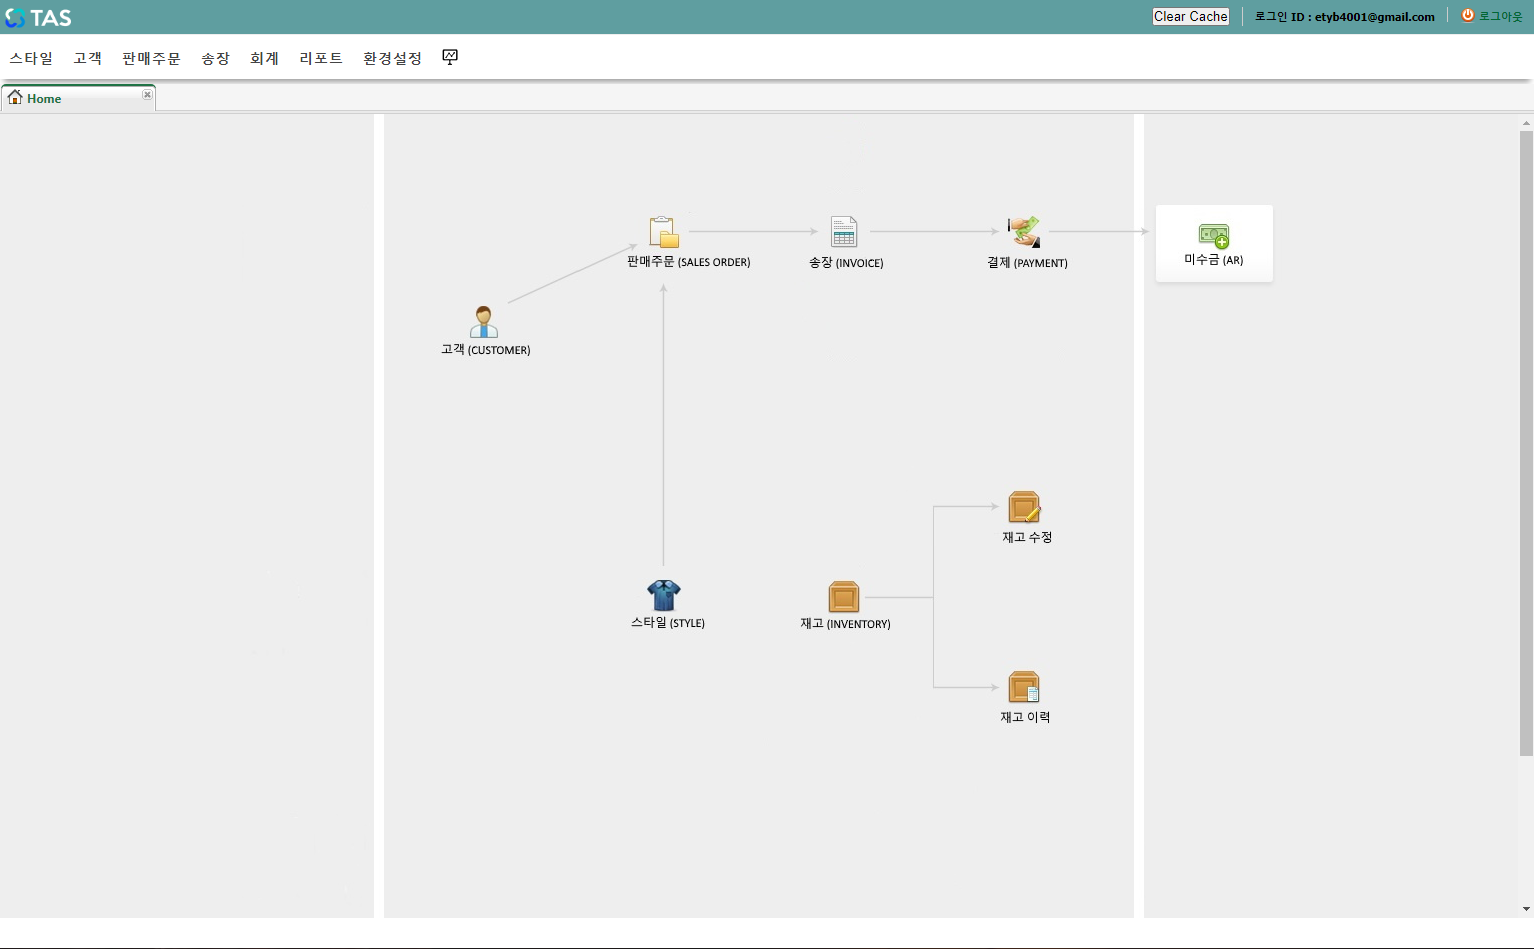 TAS
Clear Cache
로그인 ID : etyb4001@gmail.com
로그아웃
스타일 고객 판매주문 송장 회계 리포트 환경설정
Home
판매주문 (SALES ORDER)
송장 (INVOICE)
결제 (PAYMENT)
미수금 (AR)
고객 (CUSTOMER)
재고 수정
스타일 (STYLE)
재고 (INVENTORY)
재고 이력